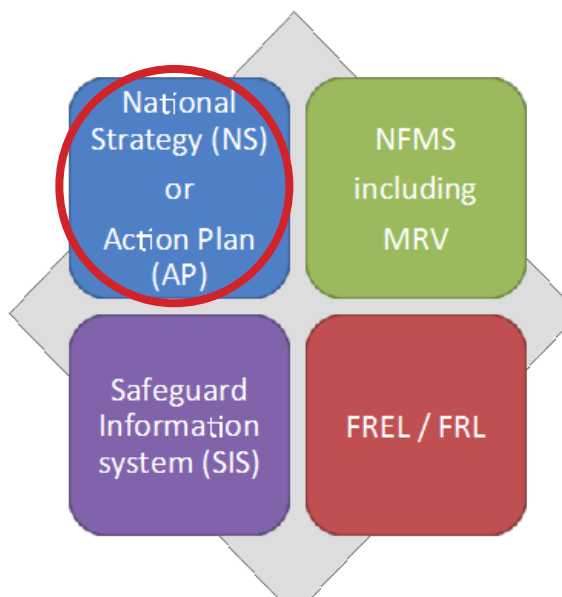 National
Strategy (NS)
or
Action Plan
(AP)
NFMS
including
MRV
Safeguard
Information
system (SIS)
FREL / FRL